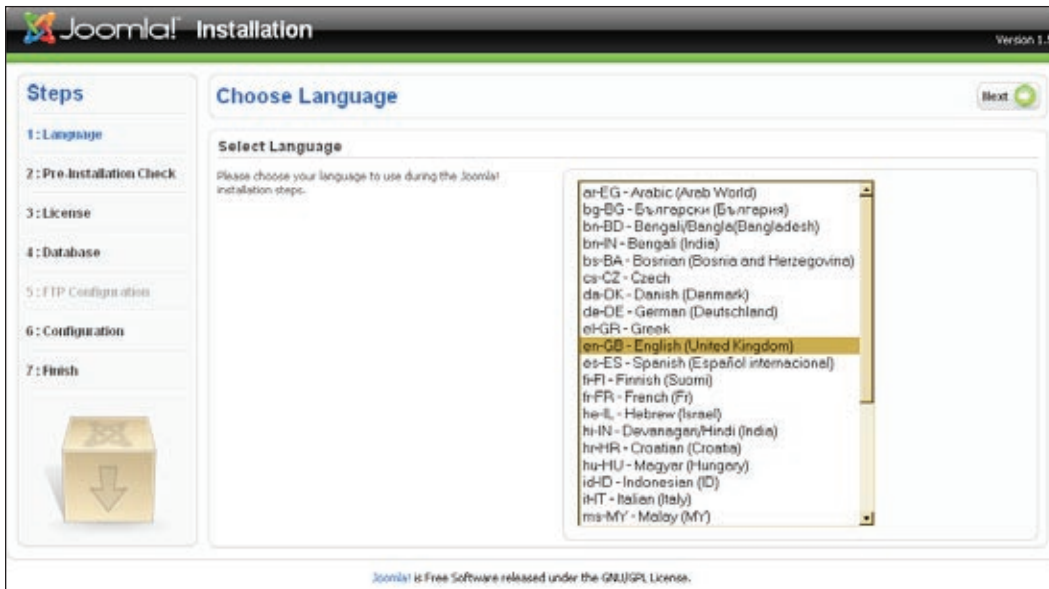 Joomla! Installation
Version 1.5
Steps
1 : Language
2 : Pre-Installation Check
3 : License
4 : Database
5 : FTP Configuration
6 : Configuration
7 : Finish
Choose Language
Next
Select Language
Please choose your language to use during the Joomla!
installation steps.
ar-EG - Arabic (Arab World)
bg-BG - Български (България)
bn-BD - Bengali/Bangla(Bangladesh)
bn-IN - Bengali (India)
bs-BA - Bosnian (Bosnia and Herzegovina)
cs-CZ - Czech
da-DK - Danish (Denmark)
de-DE - German (Deutschland)
el-GR - Greek
en-GB - English (United Kingdom)
es-ES - Spanish (Español internacional)
fi-FI - Finnish (Suomi)
fr-FR - French (Fr)
he-IL - Hebrew (Israel)
hi-IN - Devanagari/Hindi (India)
hr-HR - Croatian (Croatia)
hu-HU - Magyar (Hungary)
id-ID - Indonesian (ID)
it-IT - Italian (Italy)
ms-MY - Malay (MY)
Joomla! is Free Software released under the GNU/GPL License.